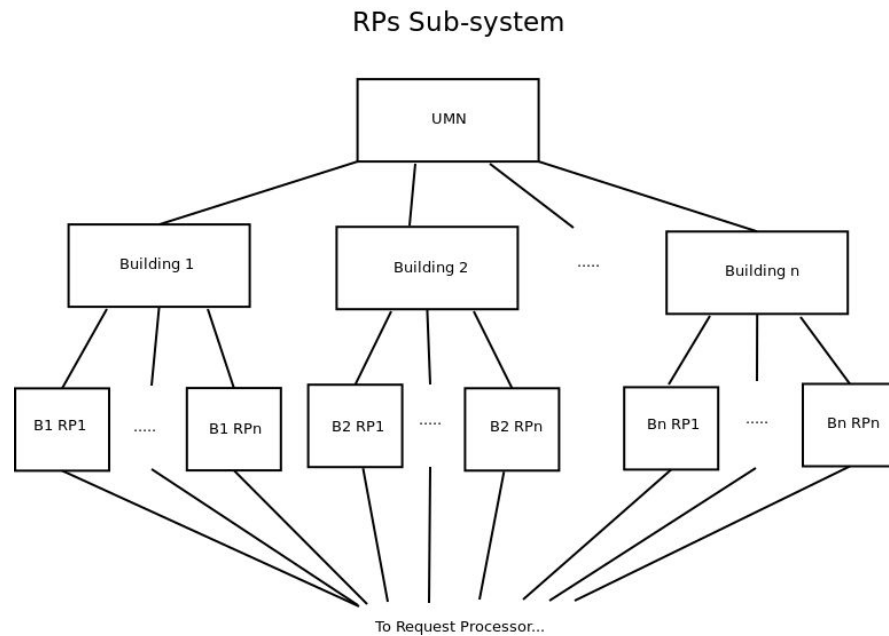 RPs Sub-system
UMN
Building 1
Building 2
.....
Building n
B1 RP1
.....
B1 RPn
B2 RP1
.....
B2 RPn
Bn RP1
.....
Bn RPn
To Request Processor...